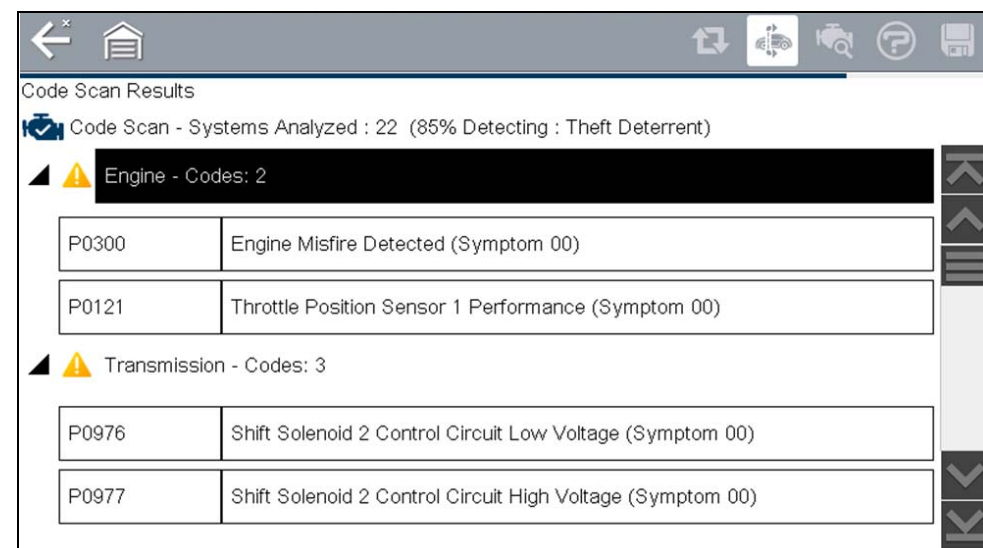 Code Scan Results
Code Scan - Systems Analyzed : 22 (85% Detecting : Theft Deterrent)
Engine - Codes: 2
P0300 Engine Misfire Detected (Symptom 00)
P0121 Throttle Position Sensor 1 Performance (Symptom 00)
Transmission - Codes: 3
P0976 Shift Solenoid 2 Control Circuit Low Voltage (Symptom 00)
P0977 Shift Solenoid 2 Control Circuit High Voltage (Symptom 00)